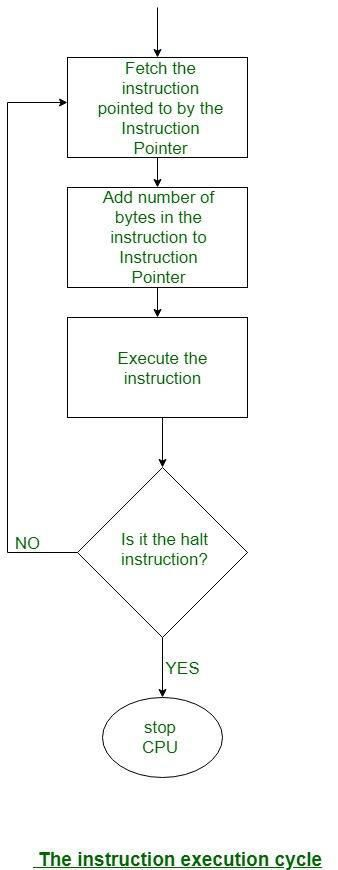 Fetch the
instruction
pointed to by the
Instruction
Pointer
Add number of
bytes in the
instruction to
Instruction
Pointer
Execute the
instruction
Is it the halt
instruction?
NO
YES
stop
CPU
The instruction execution cycle